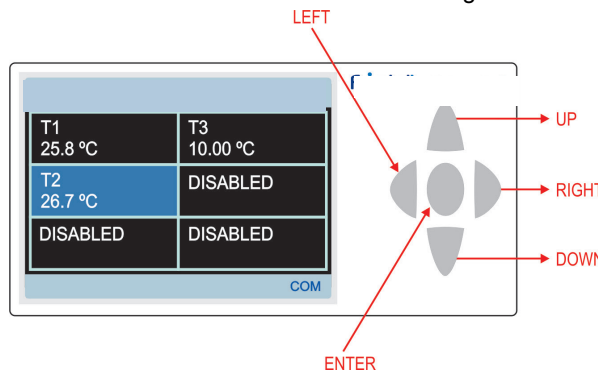 LEFT
T1
25.8 ºC
T3
10.00 ºC
T2
26.7 ºC
DISABLED
DISABLED
DISABLED
COM
UP
RIGHT
DOWN
ENTER